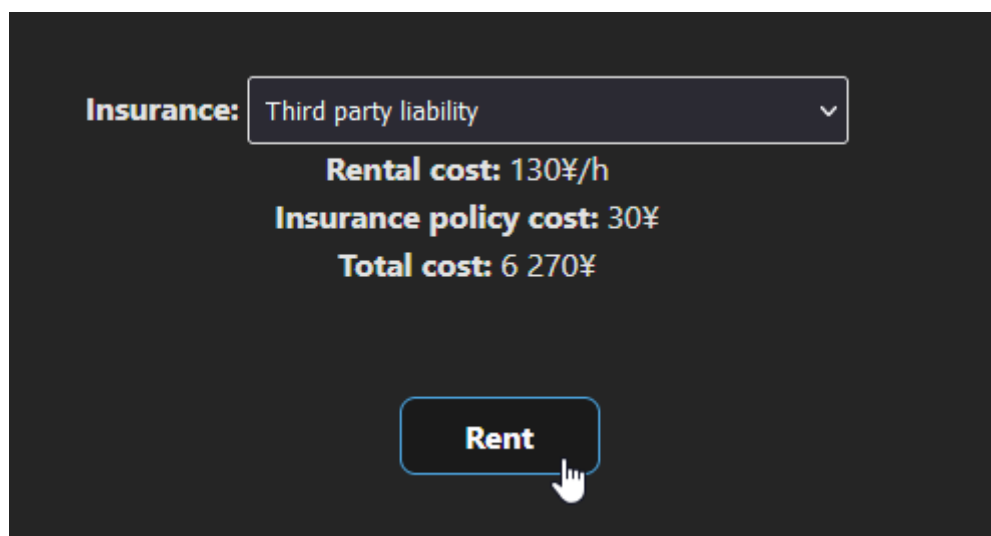 Insurance: Third party liability
Rental cost: 130¥/h
Insurance policy cost: 30¥
Total cost: 6 270¥
Rent